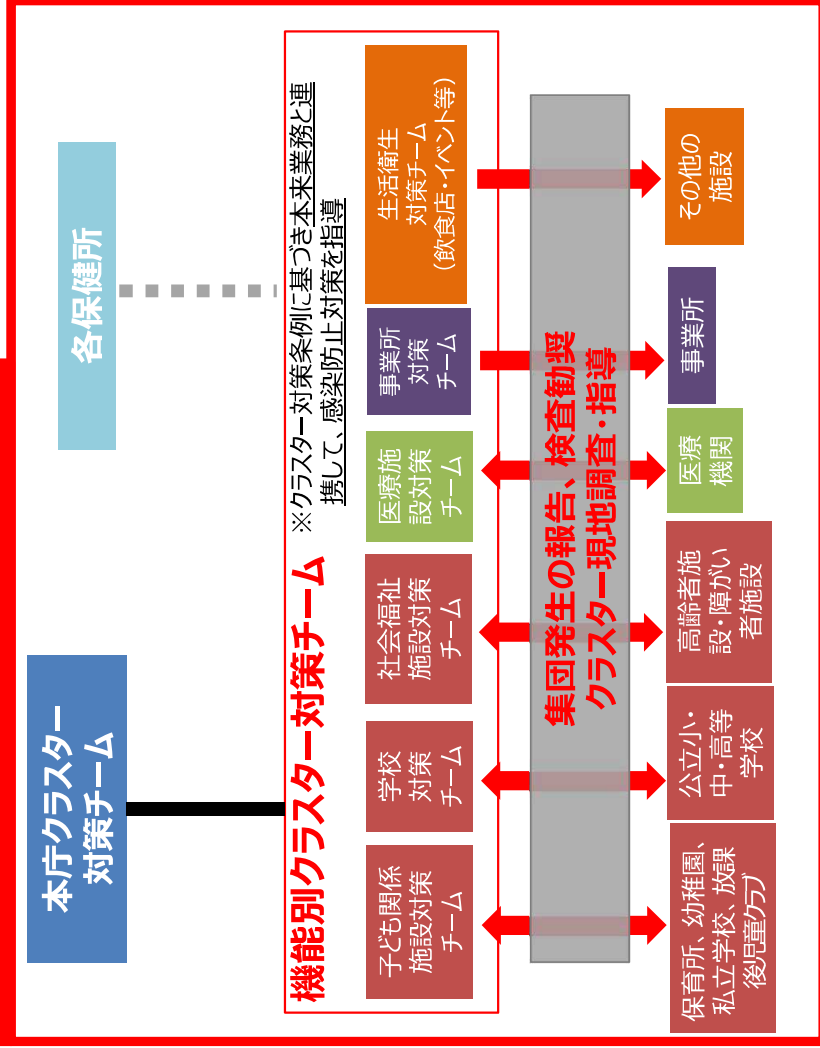 本庁クラスター
対策チーム
各保健所
機能別クラスター対策チーム
※クラスター対策条例に基づき本来業務と連
携して、感染防止対策を指導
子ども関係
施設対策
チーム
学校
対策
チーム
社会福祉
施設対策
チーム
医療施
設対策
チーム
事業所
対策
チーム
生活衛生
対策チーム
(飲食店・イベント等)
集団発生の報告、検査勧奨
クラスター現地調査・指導
保育所、幼稚園、
私立学校、放課
後児童クラブ
公立小・
中・高等
学校
高齢者施
設・障がい
者施設
医療
機関
事業所
その他の
施設